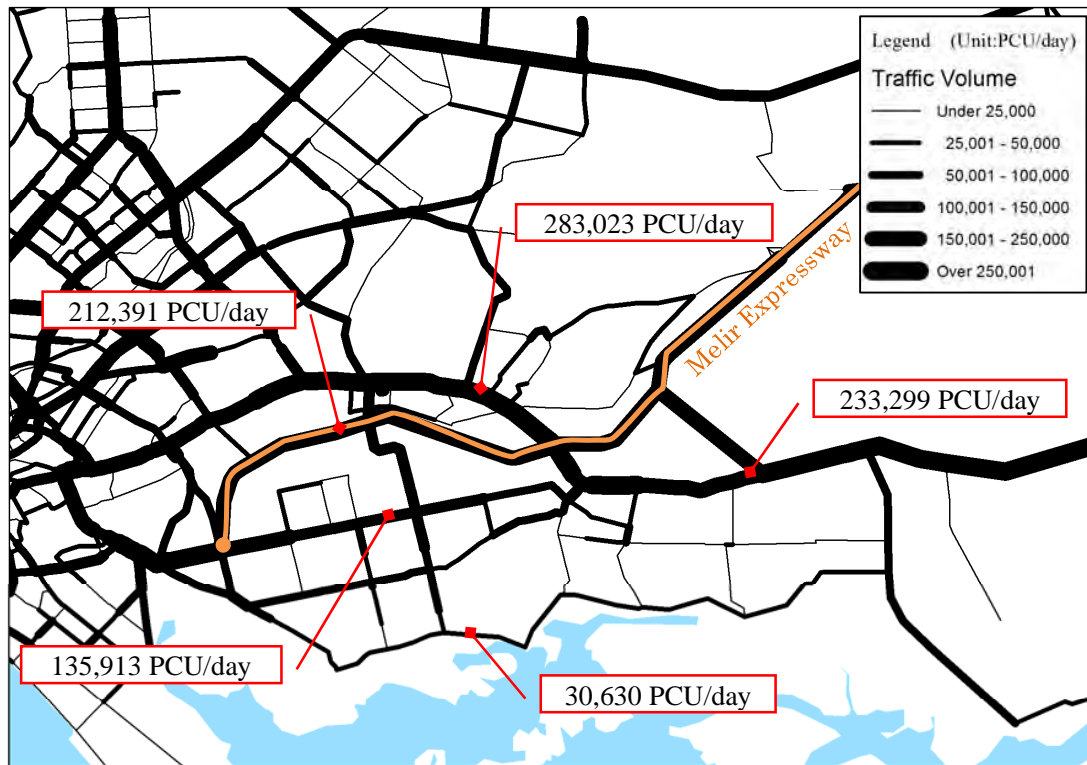 Legend (Unit:PCU/day)
Traffic Volume
Under 25,000
25,001 - 50,000
50,001 - 100,000
100,001 - 150,000
150,001 - 250,000
Over 250,001
283,023 PCU/day
212,391 PCU/day
Melir Expressway
233,299 PCU/day
135,913 PCU/day
30,630 PCU/day